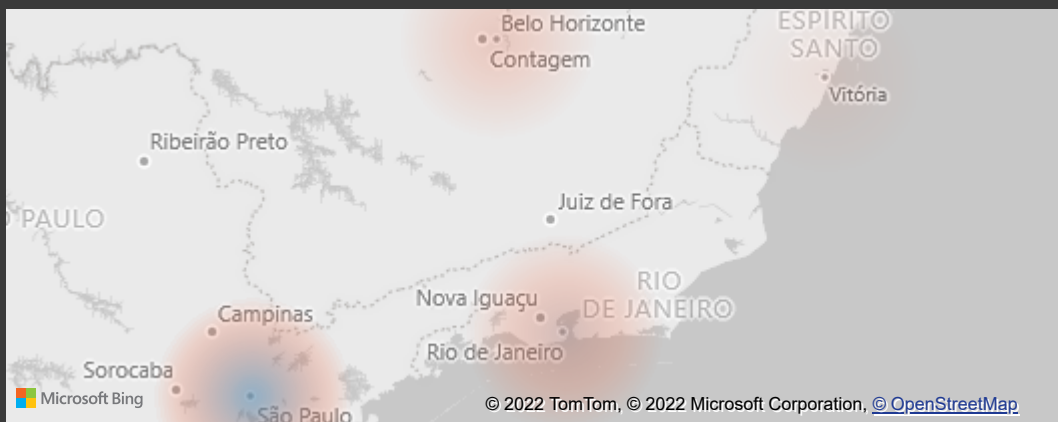 Belo Horizonte
ESPÍRITO
SANTO
Contagem
Vitória
Ribeirão Preto
Juiz de Fora
O PAULO
RIO
DE JANEIRO
Nova Iguaçu
Campinas
Rio de Janeiro
Sorocaba
Microsoft Bing
São Paulo
© 2022 TomTom, © 2022 Microsoft Corporation, © OpenStreetMap